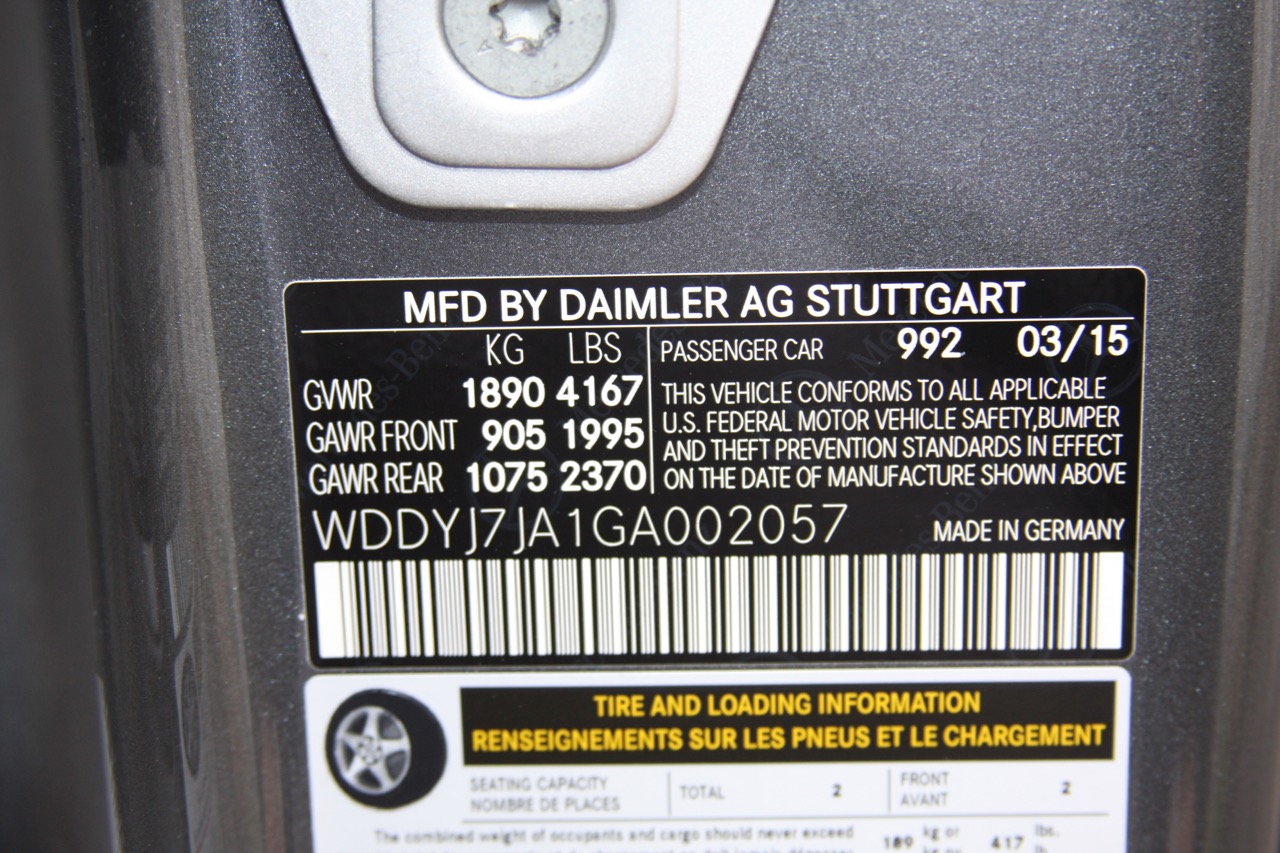 MFD BY DAIMLER AG STUTTGART
KG LBS
GVWR 1890 4167
GAWR FRONT 905 1995
GAWR REAR 1075 2370
PASSENGER CAR 992 03/15
THIS VEHICLE CONFORMS TO ALL APPLICABLE
U.S. FEDERAL MOTOR VEHICLE SAFETY,BUMPER
AND THEFT PREVENTION STANDARDS IN EFFECT
ON THE DATE OF MANUFACTURE SHOWN ABOVE
WDDYJ7JA1GA002057 MADE IN GERMANY
TIRE AND LOADING INFORMATION
RENSEIGNEMENTS SUR LES PNEUS ET LE CHARGEMENT
SEATING CAPACITY
NOMBRE DE PLACES
TOTAL 2
FRONT
AVANT
2
The combined weight of occupants and cargo should never exceed
189 kg or 417 lbs.